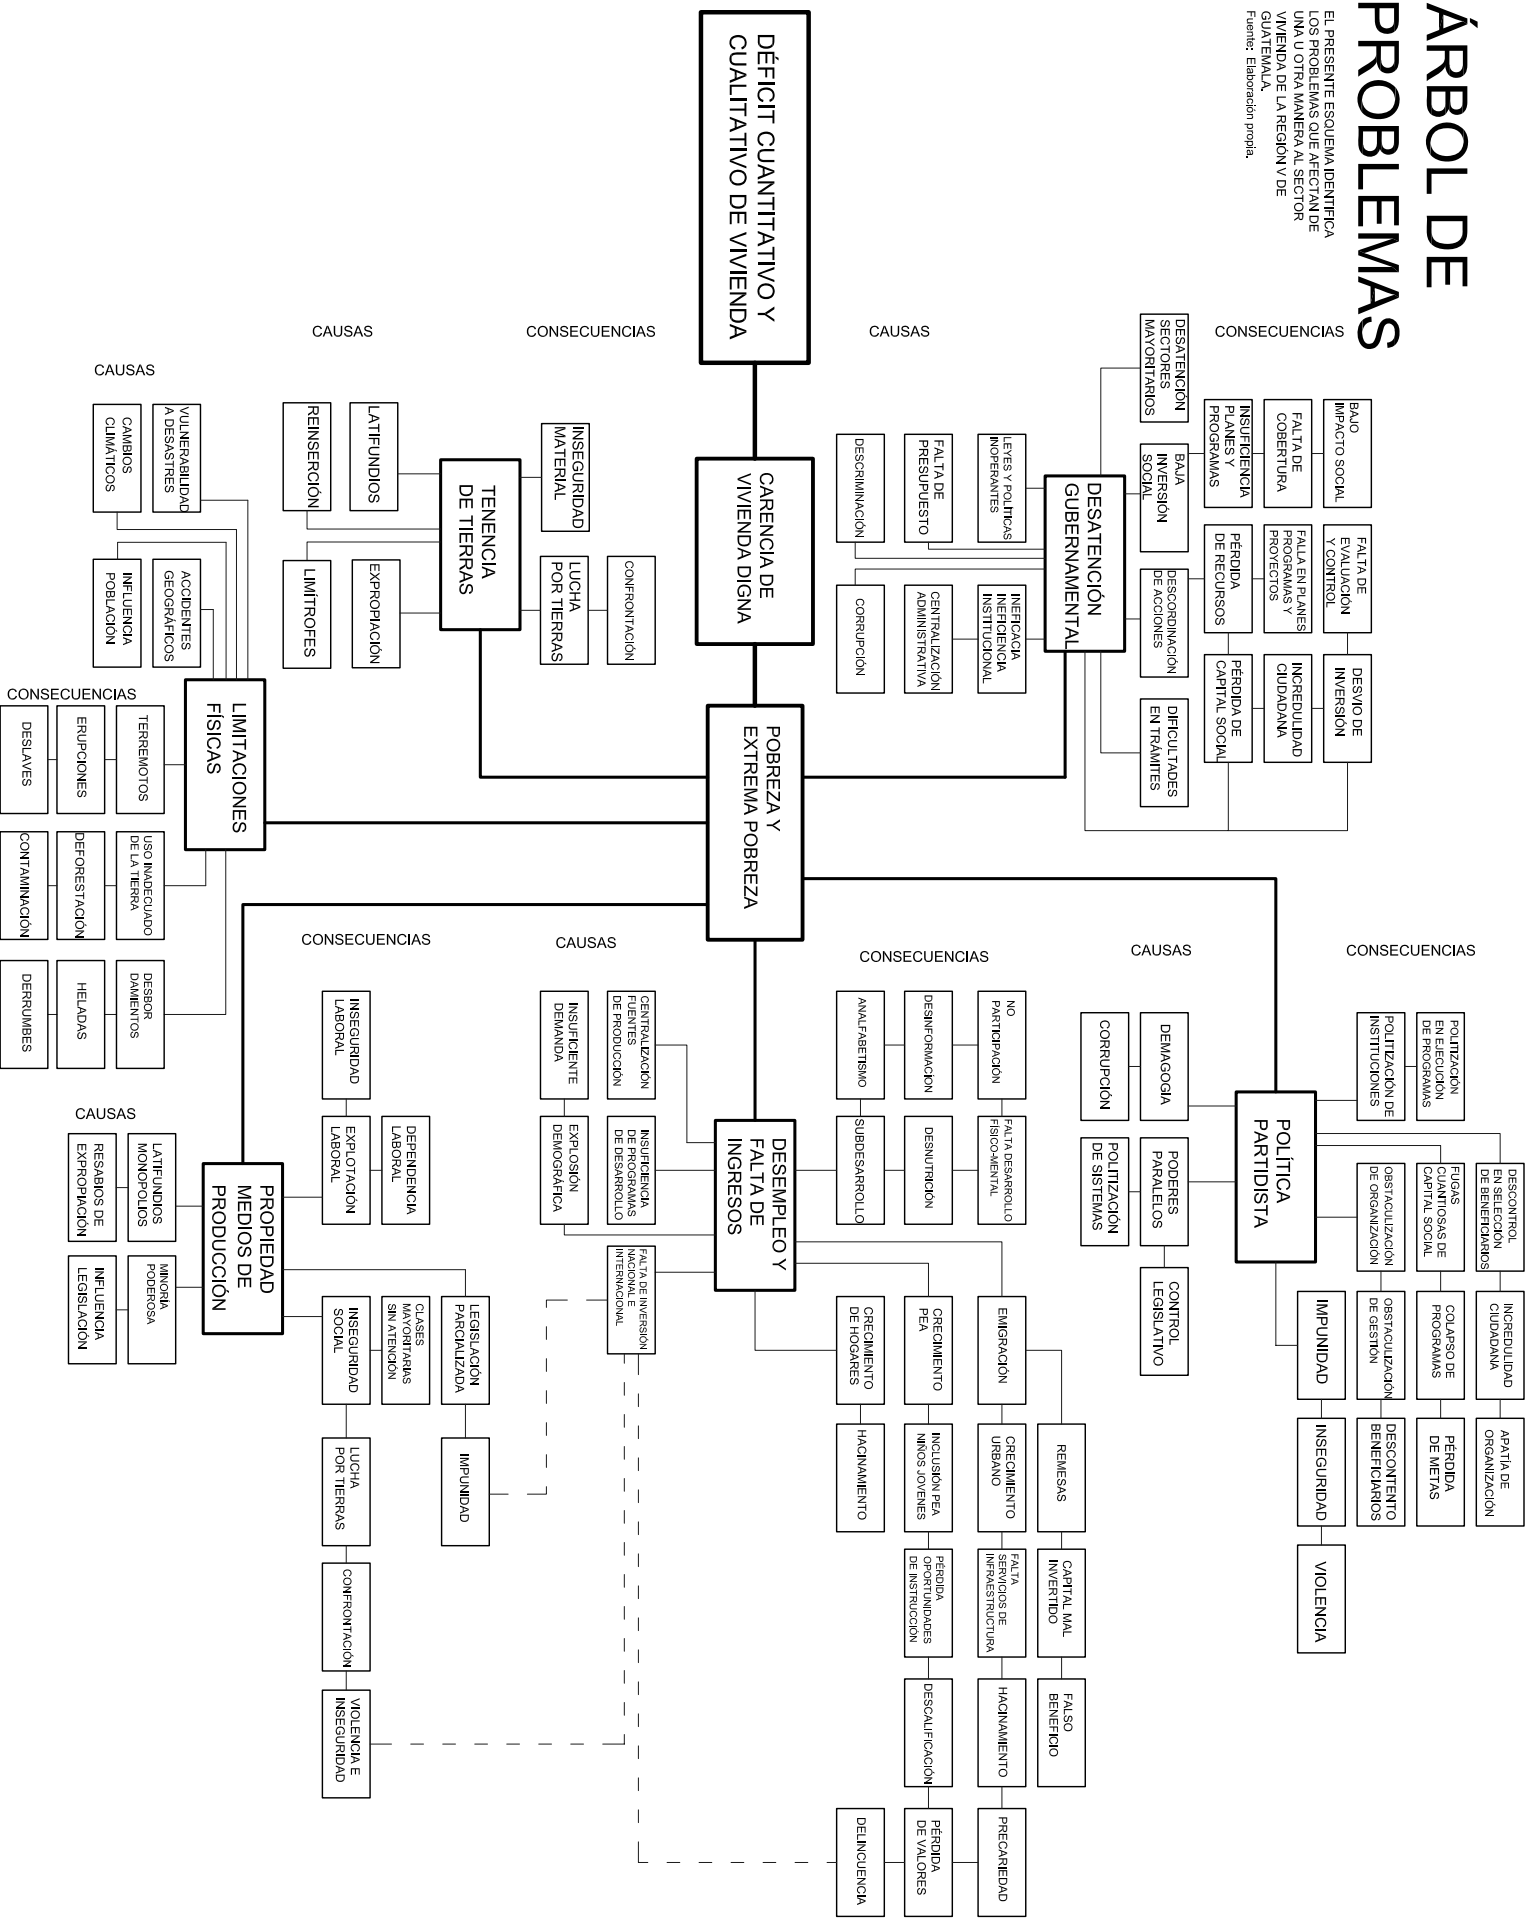 ÁRBOL DE
PROBLEMAS
EL PRESENTE ESQUEMA IDENTIFICA
LOS PROBLEMAS QUE AFECTAN DE
UNA U OTRA MANERA AL SECTOR
VIVIENDA DE LA REGIÓN V DE
GUATEMALA.
Fuente: Elaboración propia.
DÉFICIT CUANTITATIVO Y
CUALITATIVO DE VIVIENDA
CARENCIA DE
VIVIENDA DIGNA
POBREZA Y
EXTREMA POBREZA
CONSECUENCIAS
BAJO
IMPACTO SOCIAL
FALTA DE
COBERTURA
INSUFICIENCIA
PLANES Y
PROGRAMAS
DESATENCIÓN
SECTORES
MAYORITARIOS
BAJA
INVERSIÓN
SOCIAL
FALTA DE
EVALUACIÓN
Y CONTROL
FALLA EN PLANES
PROGRAMAS Y
PROYECTOS
PÉRDIDA
DE RECURSOS
DESCORDINACIÓN
DE ACCIONES
DESVIO DE
INVERSIÓN
INCREDULIDAD
CIUDADANA
PÉRDIDA DE
CAPITAL SOCIAL
DIFICULTADES
EN TRÁMITES
DESATENCIÓN
GUBERNAMENTAL
CAUSAS
LEYES Y POLÍTICAS
INOPERANTES
FALTA DE
PRESUPUESTO
DESCRIMINACIÓN
INEFICACIA
INEFICIENCIA
INSTITUCIONAL
CENTRALIZACIÓN
ADMINISTRATIVA
CORRUPCIÓN
CONSECUENCIAS
INSEGURIDAD
MATERIAL
CONFRONTACIÓN
LUCHA
POR TIERRAS
TENENCIA
DE TIERRAS
CAUSAS
LATIFUNDIOS
REINSERCIÓN
EXPROPIACIÓN
LIMÍTROFES
CAUSAS
VULNERABILIDAD
A DESASTRES
CAMBIOS
CLIMÁTICOS
ACCIDENTES
GEOGRÁFICOS
INFLUENCIA
POBLACIÓN
LIMITACIONES
FÍSICAS
CONSECUENCIAS
TERREMOTOS
ERUPCIONES
DESLAVES
USO INADECUADO
DE LA TIERRA
DEFORESTACIÓN
CONTAMINACIÓN
DESBOR
DAMIENTOS
HELADAS
DERRUMBES
CONSECUENCIAS
POLITIZACIÓN
EN EJECUCIÓN
DE PROGRAMAS
POLITIZACIÓN DE
INSTITUCIONES
DESCONTROL
EN SELECCIÓN
DE BENEFICIARIOS
FUGAS
CUANTIOSAS DE
CAPITAL SOCIAL
OBSTACULIZACIÓN
DE ORGANIZACIÓN
INCREDULIDAD
CIUDADANA
COLAPSO DE
PROGRAMAS
OBSTACULIZACIÓN
DE GESTIÓN
IMPUNIDAD
APATÍA DE
ORGANIZACIÓN
PÉRDIDA
DE METAS
DESCONTENTO
BENEFICIARIOS
INSEGURIDAD
VIOLENCIA
POLÍTICA
PARTIDISTA
CAUSAS
DEMAGOGIA
CORRUPCIÓN
PODERES
PARALELOS
POLITIZACIÓN
DE SISTEMAS
CONTROL
LEGISLATIVO
CONSECUENCIAS
NO
PARTICIPACIÓN
DESINFORMACION
ANALFABETISMO
FALTA DESARROLLO
FÍSICO-MENTAL
DESNUTRICIÓN
SUBDESARROLLO
EMIGRACIÓN
CRECIMIENTO
PEA
CRECIMIENTO
DE HOGARES
REMESAS
CRECIMIENTO
URBANO
INCLUSIÓN PEA
NIÑOS JOVENES
HACINAMIENTO
CAPITAL MAL
INVERTIDO
FALTA
SERVICIOS DE
INFRAESTRUCTURA
PÉRDIDA
OPORTUNIDADES
DE INSTRUCCIÓN
FALSO
BENEFICIO
HACINAMIENTO
DESCALIFICACIÓN
PRECARIEDAD
PÉRDIDA
DE VALORES
DELINCUENCIA
DESEMPLEO Y
FALTA DE
INGRESOS
CAUSAS
CENTRALIZACIÓN
FUENTES
DE PRODUCCIÓN
INSUFICIENTE
DEMANDA
INSUFICIENCIA
DE PROGRAMAS
DE DESARROLLO
EXPLOSIÓN
DEMOGRÁFICA
FALTA DE INVERSIÓN
NACIONAL E
INTERNACIONAL
CONSECUENCIAS
INSEGURIDAD
LABORAL
DEPENDENCIA
LABORAL
EXPLOTACIÓN
LABORAL
LEGISLACIÓN
PARCIALIZADA
CLASES
MAYORITARIAS
SIN ATENCIÓN
INSEGURIDAD
SOCIAL
IMPUNIDAD
LUCHA
POR TIERRAS
CONFRONTACIÓN
VIOLENCIA E
INSEGURIDAD
PROPIEDAD
MEDIOS DE
PRODUCCIÓN
CAUSAS
LATIFUNDIOS
MONOPOLIOS
RESABIOS DE
EXPROPIACIÓN
MINORÍA
PODEROSA
INFLUENCIA
LEGISLACIÓN